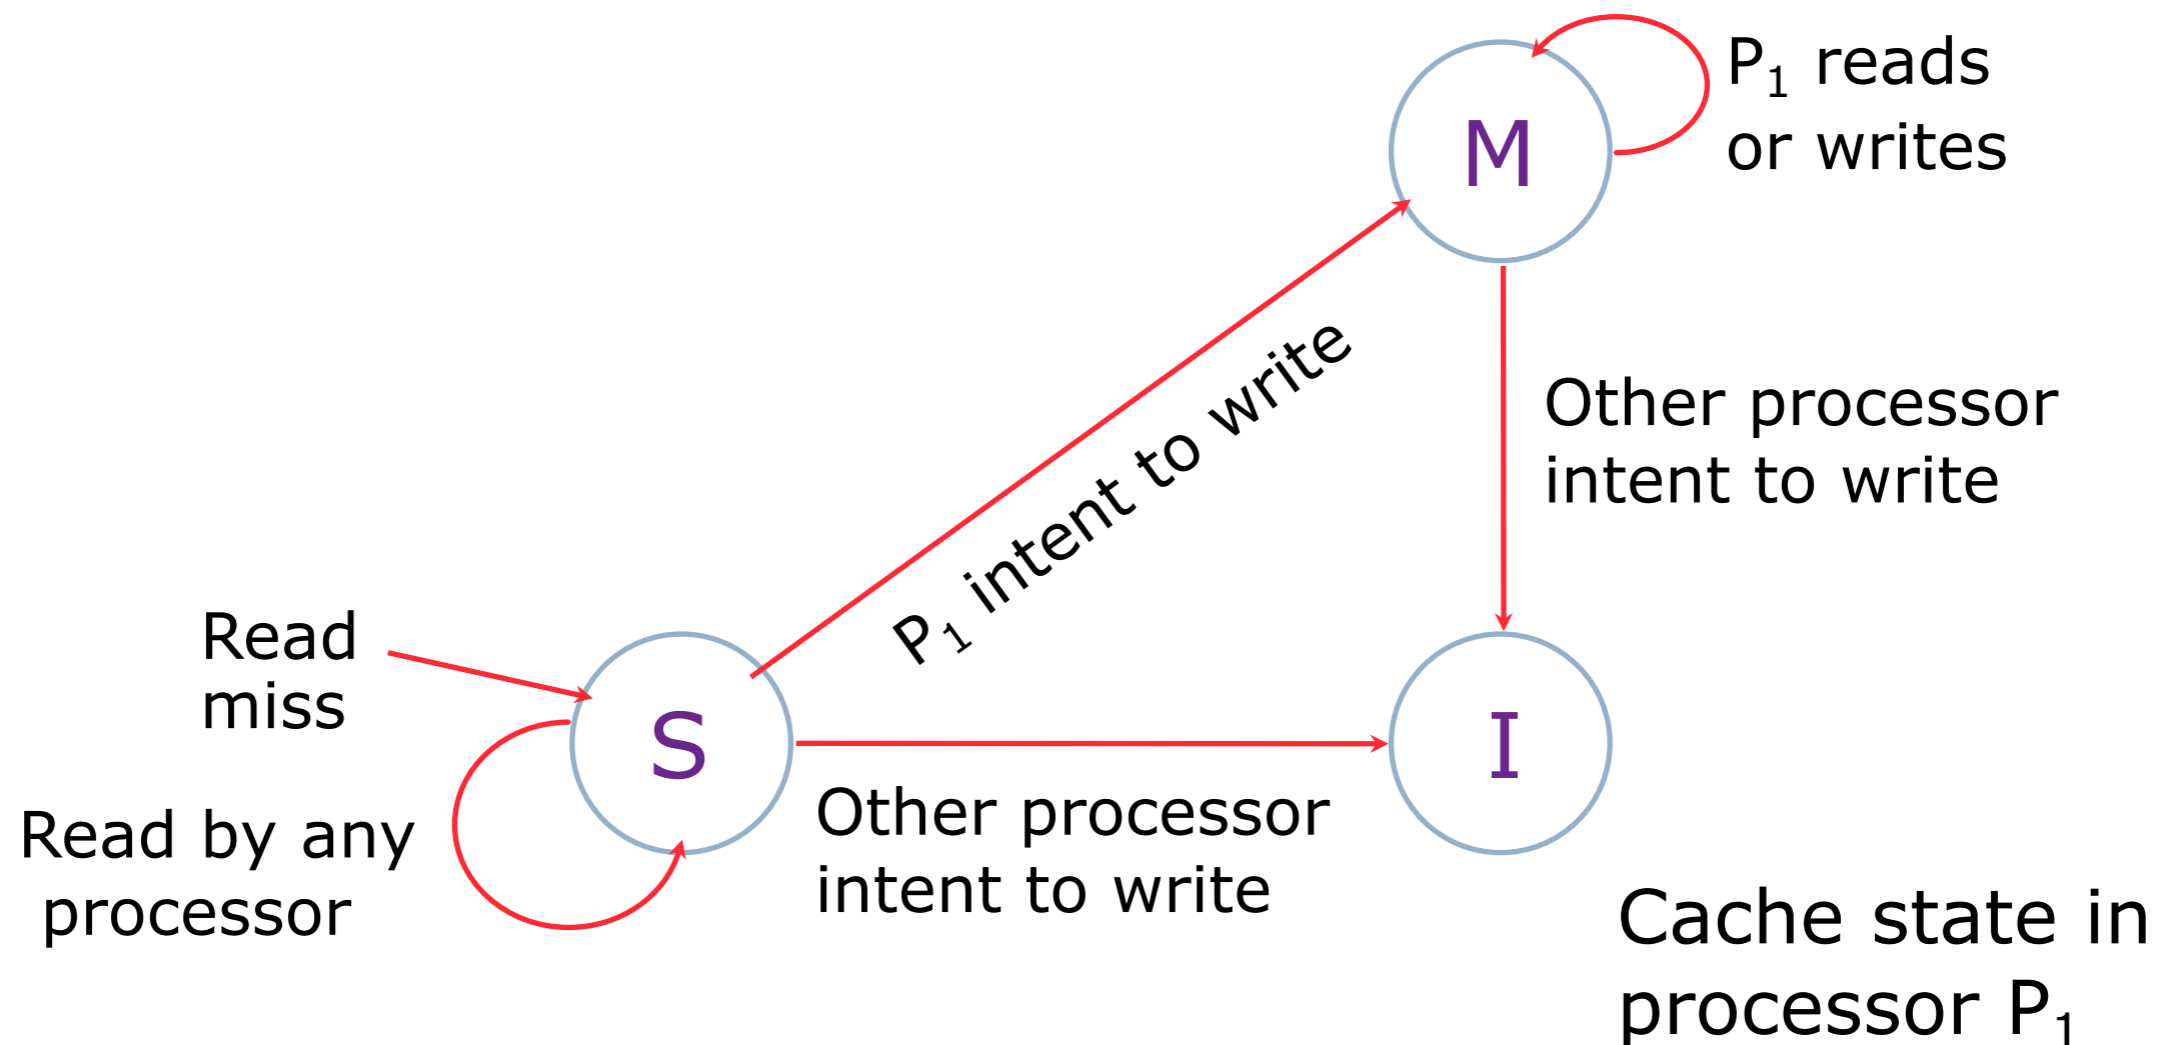 P₁ reads
or writes
M
P₁ intent to write
Other processor
intent to write
Read
miss
S
I
Read by any
processor
Other processor
intent to write
Cache state in
processor P₁